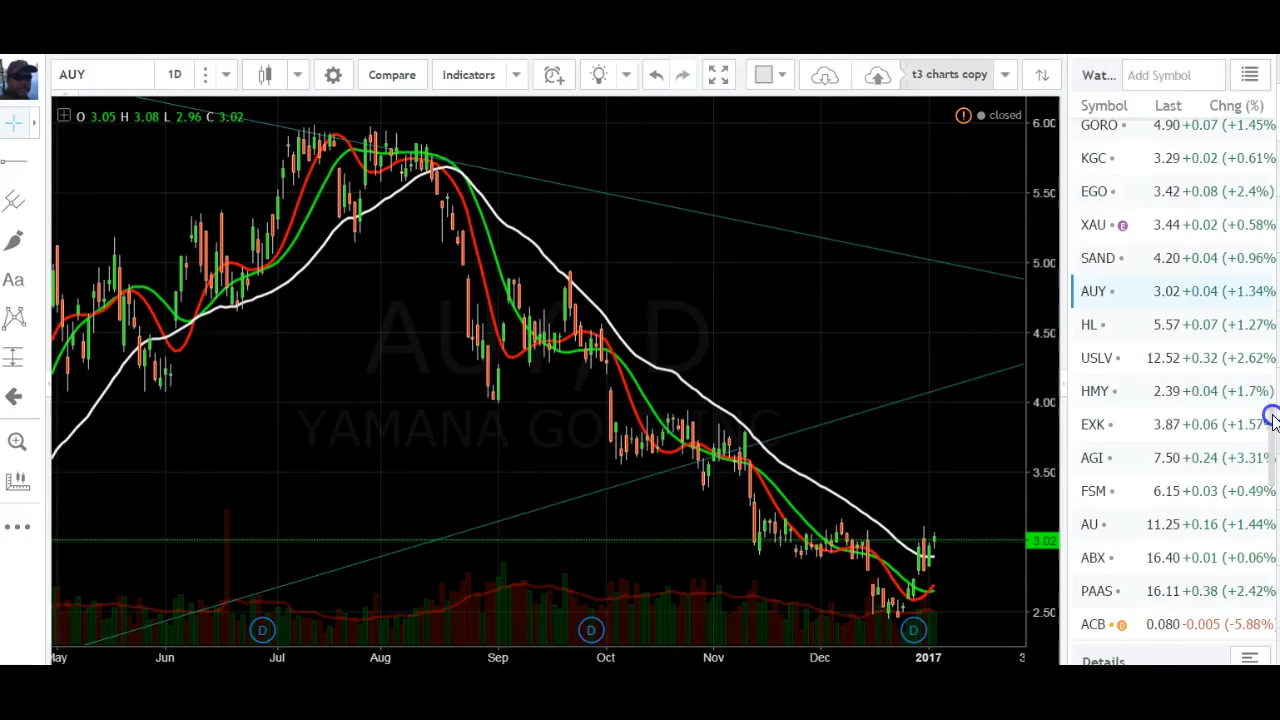 AUY 1D Compare Indicators t3 charts copy Wat... Add Symbol
O 3.05 H 3.08 L 2.96 C 3.02
closed
Symbol Last Chng (%)
GORO 4.90 +0.07 (+1.45%
KGC 3.29 +0.02 (+0.61%)
EGO 3.42 +0.08 (+2.4%)
XAU E 3.44 +0.02 (+0.58%)
SAND 4.20 +0.04 (+0.96%)
AUY 3.02 +0.04 (+1.34%)
HL 5.57 +0.07 (+1.27%)
USLV 12.52 +0.32 (+2.62%)
HMY 2.39 +0.04 (+1.7%)
EXK 3.87 +0.06 (+1.57
AGI 7.50 +0.24 (+3.31%
FSM 6.15 +0.03 (+0.49%)
AU 11.25 +0.16 (+1.44%)
ABX 16.40 +0.01 (+0.06%)
PAAS 16.11 +0.38 (+2.42%)
ACB D 0.080 -0.005 (-5.88%
Details
Aa
AUY, D
YAMANA GOLD INC
6.00
5.50
5.00
4.50
4.00
3.50
3.02
2.50
D D D
May Jun Jul Aug Sep Oct Nov Dec 2017 3